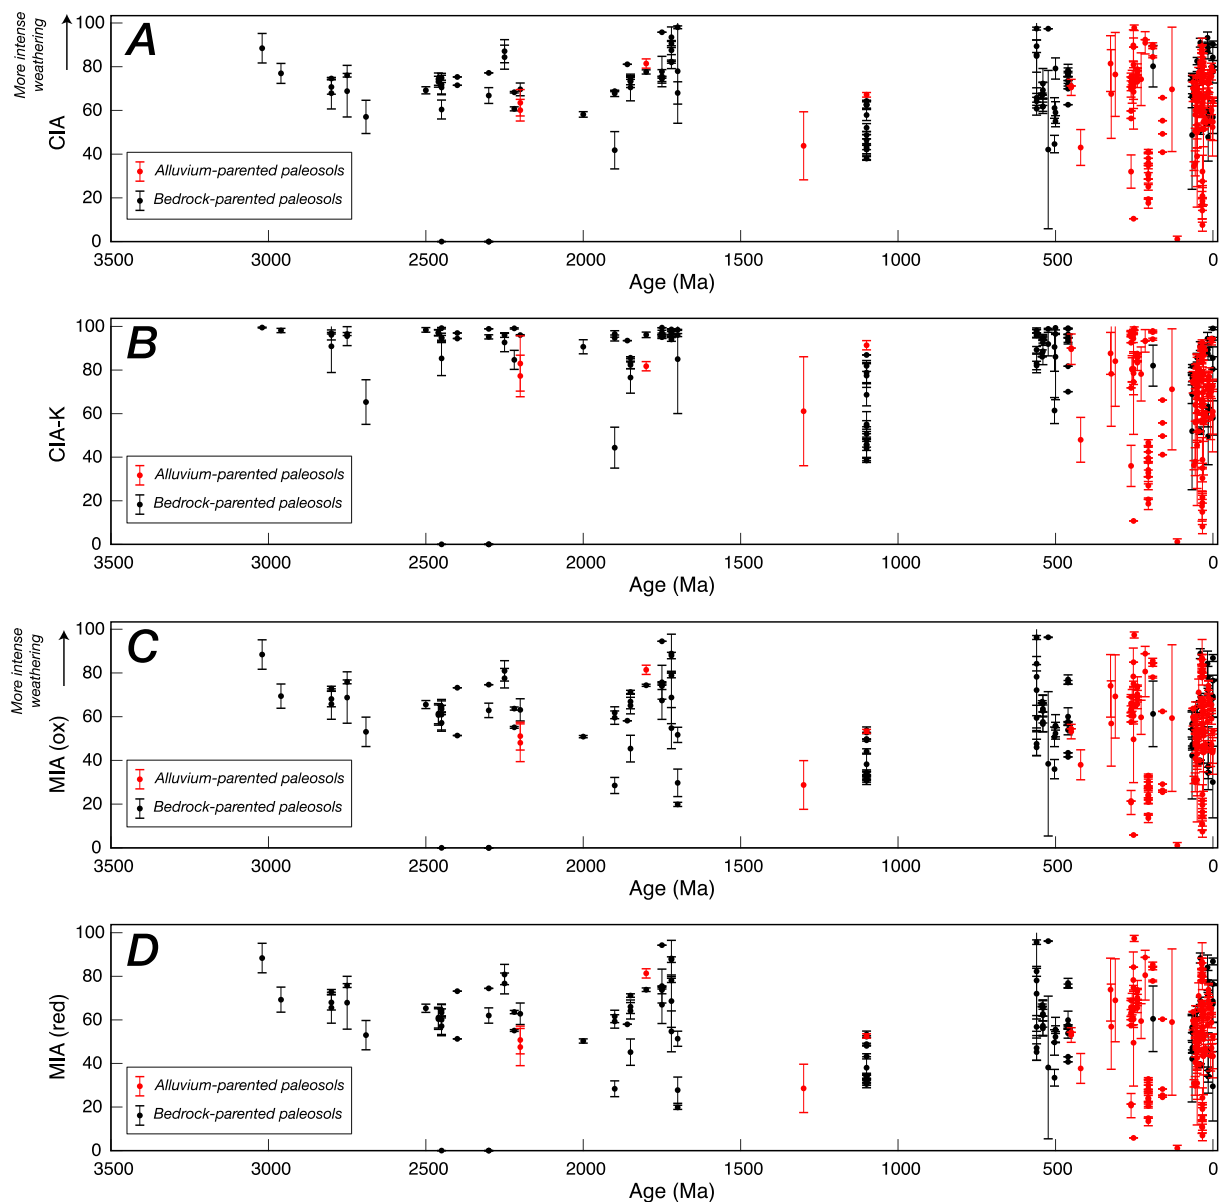 More intense
weathering
A
CIA
100
80
60
40
20
0
Alluvium-parented paleosols
Bedrock-parented paleosols
3500 3000 2500 2000 1500 1000 500 0
Age (Ma)
B
CIA-K
100
80
60
40
20
0
Alluvium-parented paleosols
Bedrock-parented paleosols
3500 3000 2500 2000 1500 1000 500 0
Age (Ma)
More intense
weathering
C
MIA (ox)
100
80
60
40
20
0
Alluvium-parented paleosols
Bedrock-parented paleosols
3500 3000 2500 2000 1500 1000 500 0
Age (Ma)
D
MIA (red)
100
80
60
40
20
0
Alluvium-parented paleosols
Bedrock-parented paleosols
3500 3000 2500 2000 1500 1000 500 0
Age (Ma)